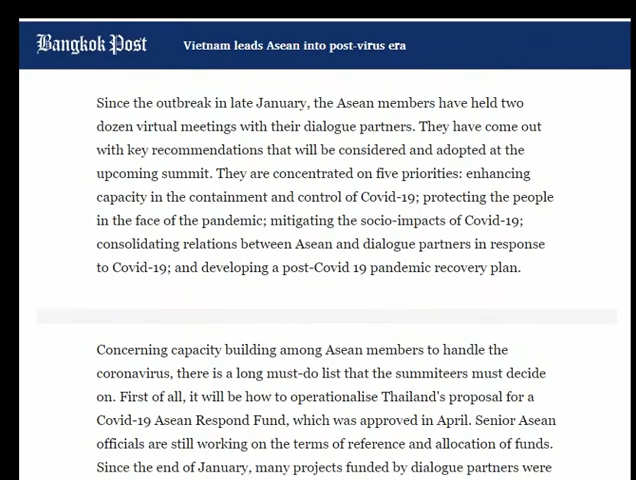 Bangkok Post
Vietnam leads Asean into post-virus era
Since the outbreak in late January, the Asean members have held two
dozen virtual meetings with their dialogue partners. They have come out
with key recommendations that will be considered and adopted at the
upcoming summit. They are concentrated on five priorities: enhancing
capacity in the containment and control of Covid-19; protecting the people
in the face of the pandemic; mitigating the socio-impacts of Covid-19;
consolidating relations between Asean and dialogue partners in response
to Covid-19; and developing a post-Covid 19 pandemic recovery plan.
Concerning capacity building among Asean members to handle the
coronavirus, there is a long must-do list that the summiteers must decide
on. First of all, it will be how to operationalise Thailand's proposal for a
Covid-19 Asean Respond Fund, which was approved in April. Senior Asean
officials are still working on the terms of reference and allocation of funds.
Since the end of January, many projects funded by dialogue partners were